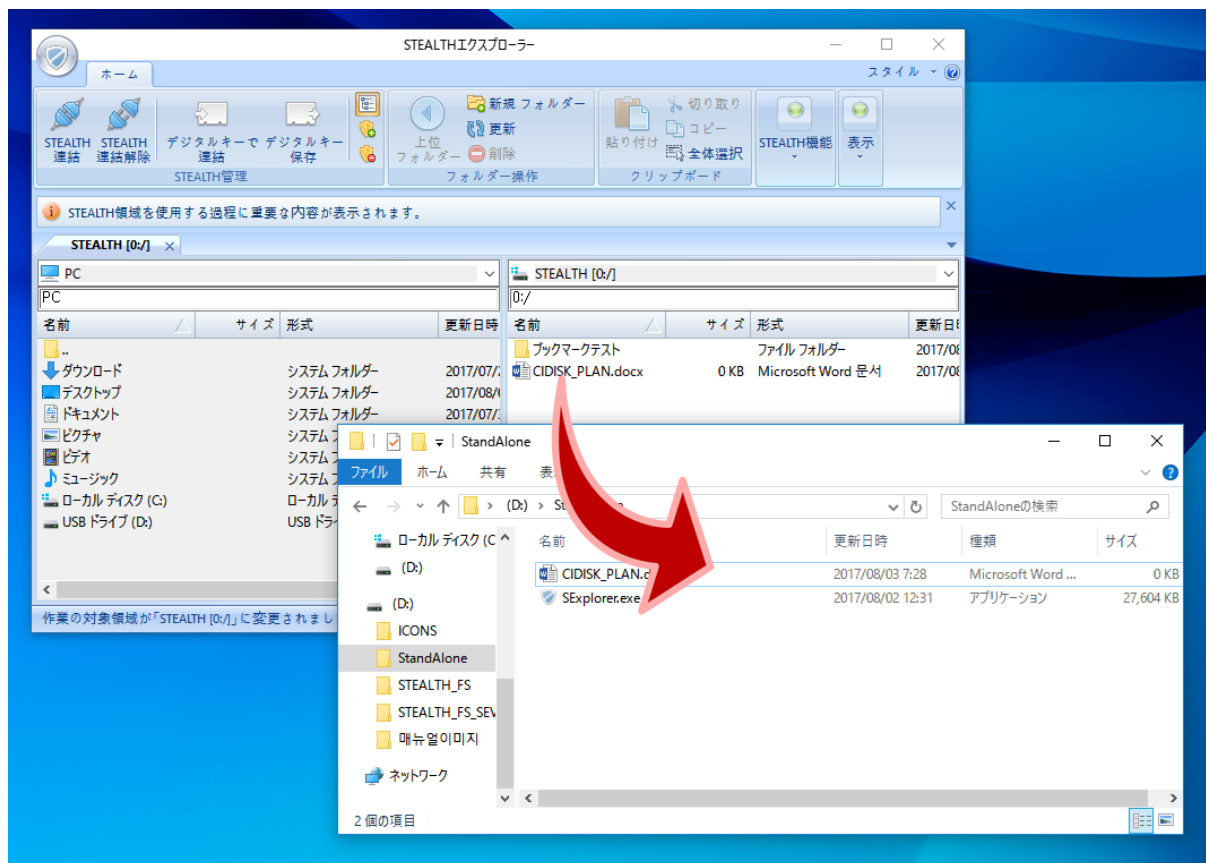 STEALTHエクスプローラー
ホーム
スタイル
STEALTH 連結
STEALTH 連結解除
デジタルキーで 連結
デジタルキー 保存
STEALTH管理
上位 フォルダー
新規 フォルダー
更新
削除
フォルダー操作
貼り付け
切り取り
コピー
全体選択
クリップボード
STEALTH機能
表示
STEALTH領域を使用する過程に重要な内容が表示されます。
STEALTH [0:/]
PC
STEALTH [0:/]
PC
0:/
名前 サイズ 形式 更新日時
名前 サイズ 形式 更新日
..
ダウンロード システム フォルダー 2017/07/
デスクトップ システム フォルダー 2017/08/
ドキュメント システム フォルダー 2017/07/
ピクチャ システム
ビデオ システム
ミュージック システム
ローカル ディスク (C:) ローカル
USB ドライブ (D:) USB ドラ
ブックマークテスト ファイル フォルダー 2017/08
CIDISK_PLAN.docx 0 KB Microsoft Word 문서 2017/08
作業の対象領域が「STEALTH [0:/]」に変更されまし
StandAlone
ファイル ホーム 共有 表
(D:) St
StandAloneの検索
名前 更新日時 種類 サイズ
ローカル ディスク (C
(D:)
(D:)
ICONS
StandAlone
STEALTH_FS
STEALTH_FS_SEV
매뉴얼이미지
ネットワーク
CIDISK_PLAN.d 2017/08/03 7:28 Microsoft Word ... 0 KB
SExplorer.exe 2017/08/02 12:31 アプリケーション 27,604 KB
2 個の項目